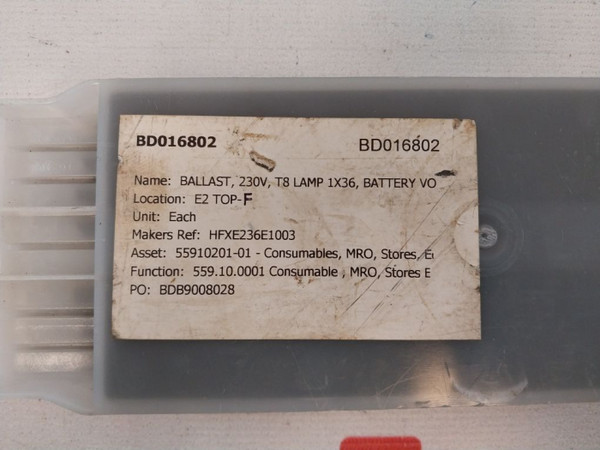 BD016802 BD016802
Name: BALLAST, 230V, T8 LAMP 1X36, BATTERY VO
Location: E2 TOP-F
Unit: Each
Makers Ref: HFXE236E1003
Asset: 55910201-01 - Consumables, MRO, Stores,
Function: 559.10.0001 Consumable , MRO, Stores E
PO: BDB9008028